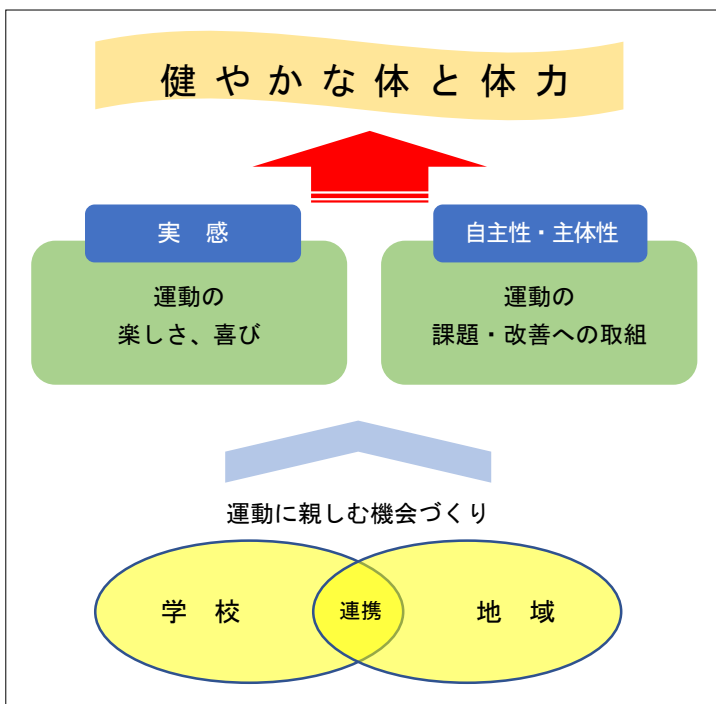 健やかな体と体力
実 感
運動の
楽しさ、喜び
自主性・主体性
運動の
課題・改善への取組
運動に親しむ機会づくり
学 校
連携
地 域